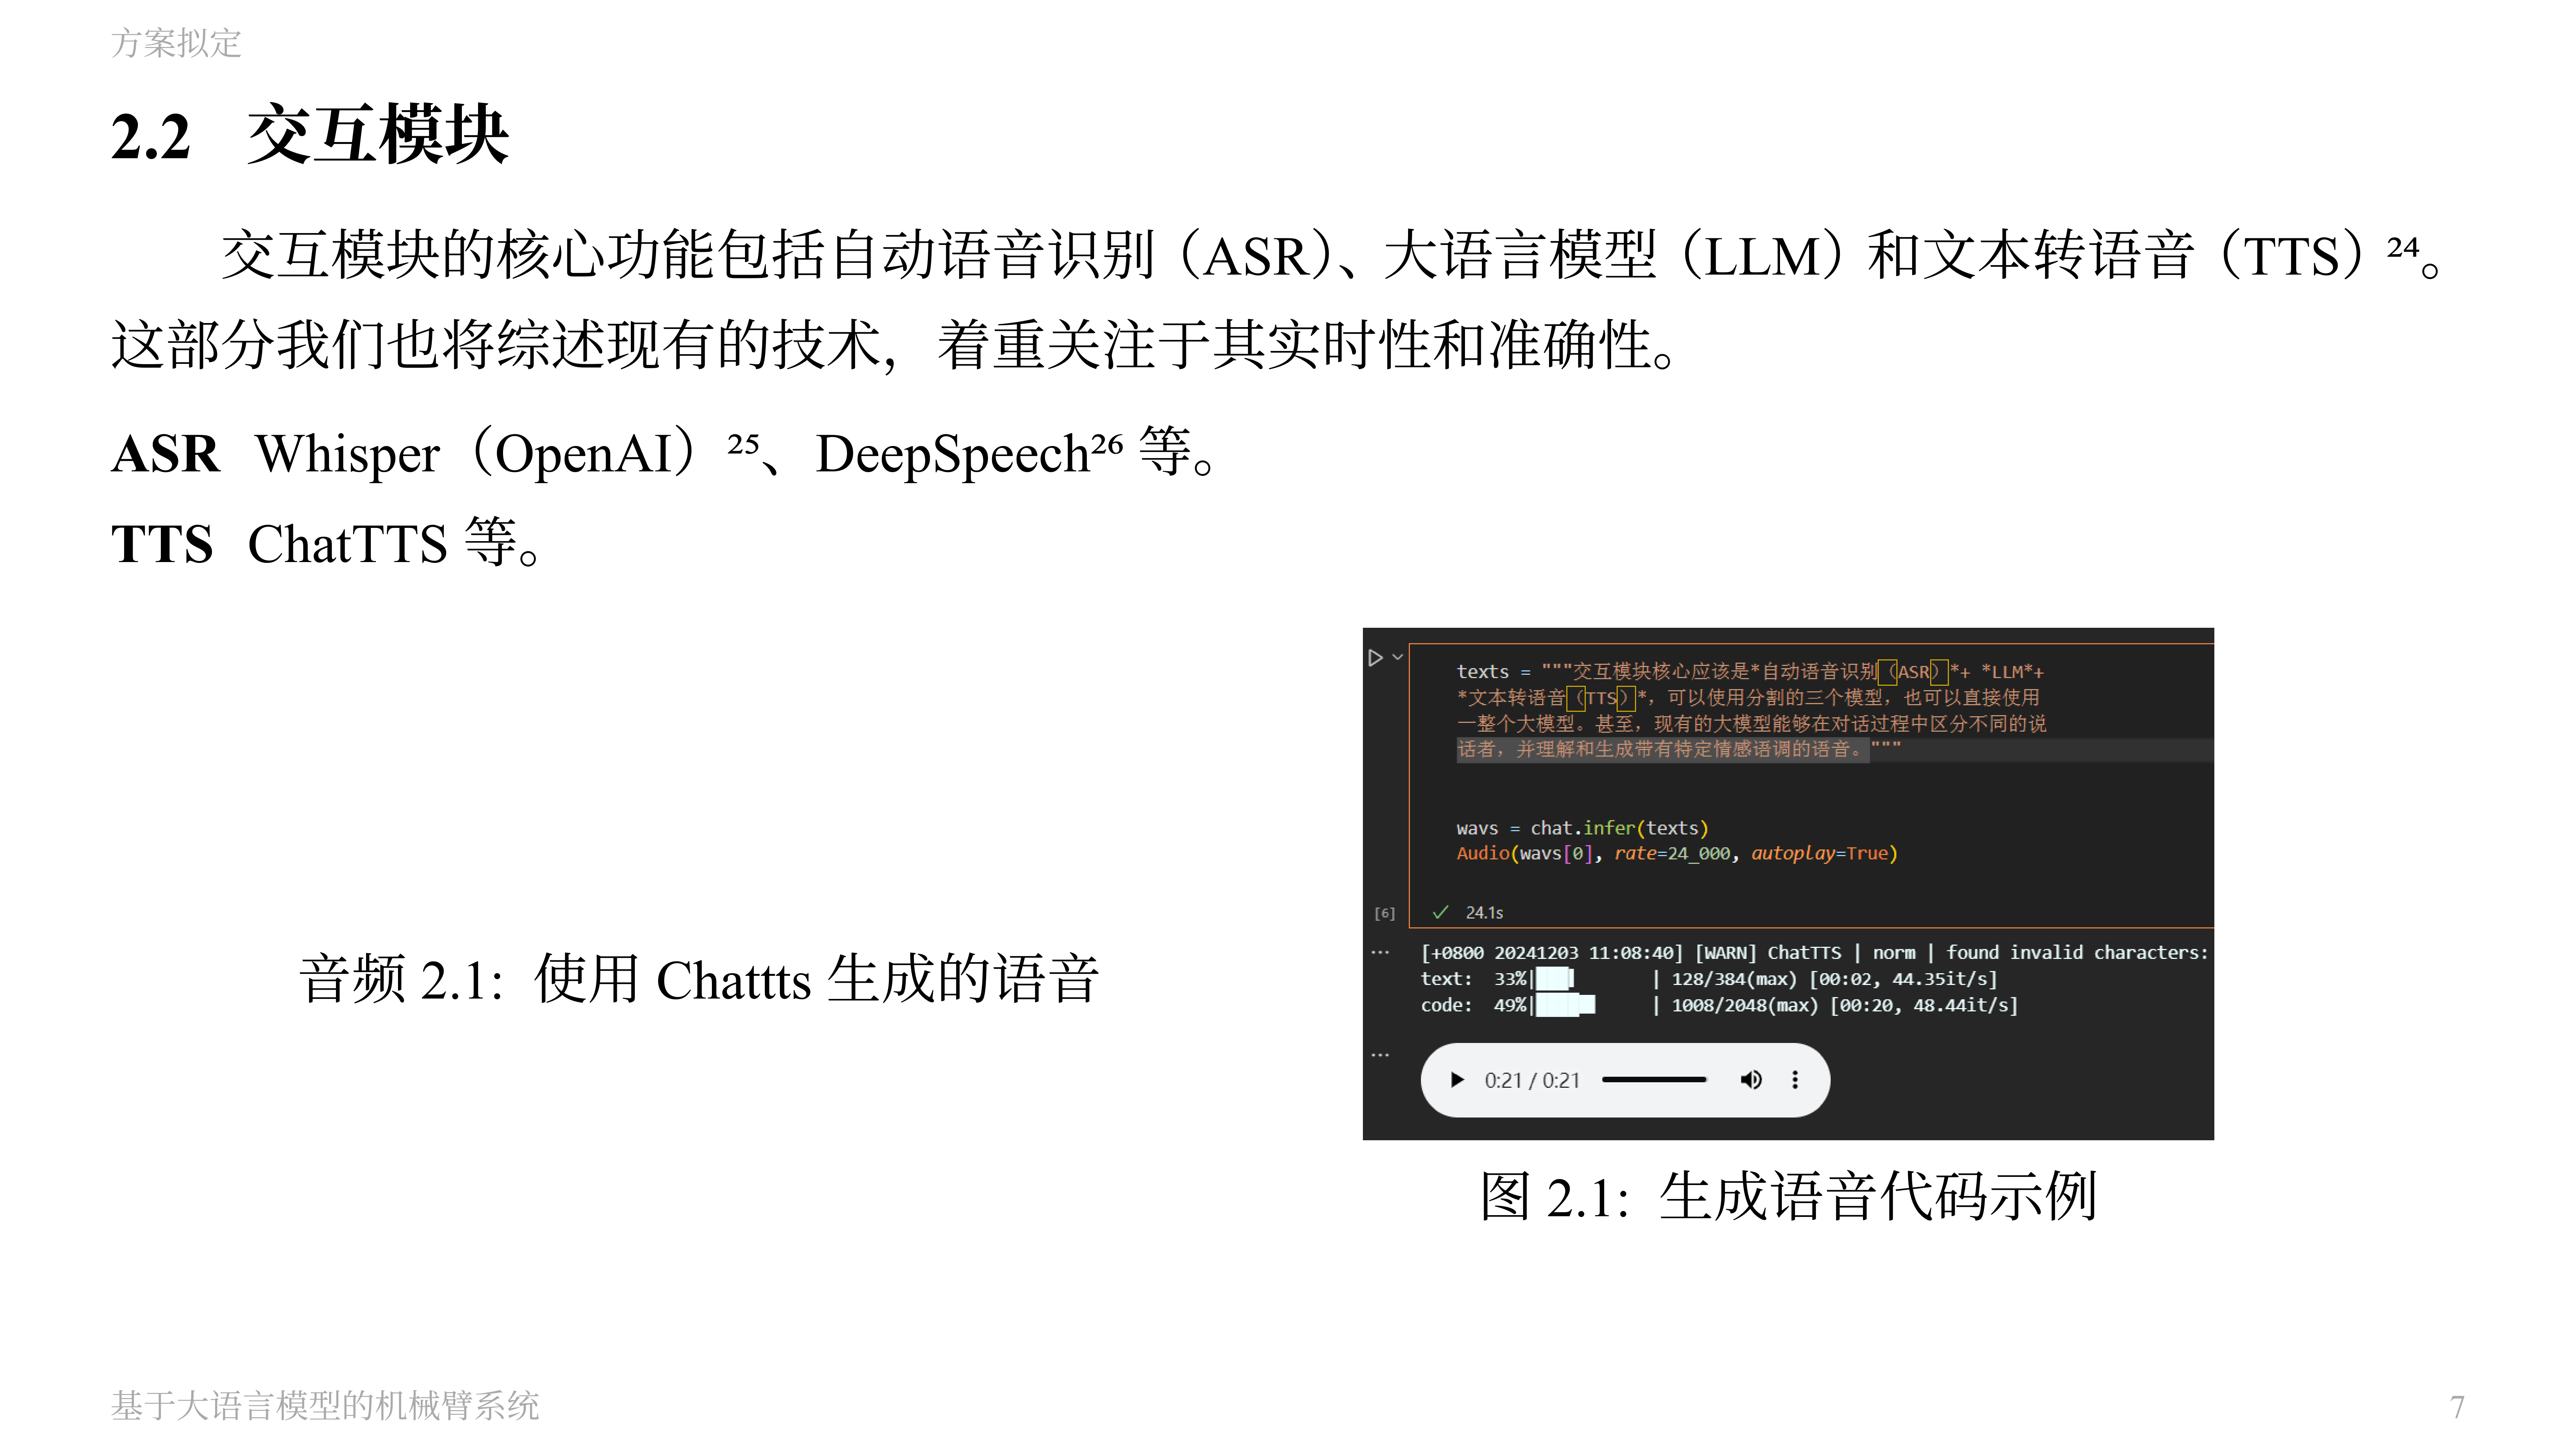 方案拟定
2.2 交互模块
交互模块的核心功能包括自动语音识别（ASR）、大语言模型（LLM）和文本转语音（TTS）²⁴。
这部分我们也将综述现有的技术，着重关注于其实时性和准确性。
ASR Whisper（OpenAI）²⁵、DeepSpeech²⁶ 等。
TTS ChatTTS 等。
音频 2.1: 使用 Chattts 生成的语音
texts = """交互模块核心应该是*自动语音识别（ASR）*+ *LLM*+
*文本转语音（TTS）*，可以使用分割的三个模型，也可以直接使用
一整个大模型。甚至，现有的大模型能够在对话过程中区分不同的说
话者，并理解和生成带有特定情感语调的语音。"""
wavs = chat.infer(texts)
Audio(wavs[0], rate=24_000, autoplay=True)
[6] 24.1s
[+0800 20241203 11:08:40] [WARN] ChatTTS | norm | found invalid characters:
text: 33%| | 128/384(max) [00:02, 44.35it/s]
code: 49%| | 1008/2048(max) [00:20, 48.44it/s]
0:21 / 0:21
图 2.1: 生成语音代码示例
基于大语言模型的机械臂系统
7